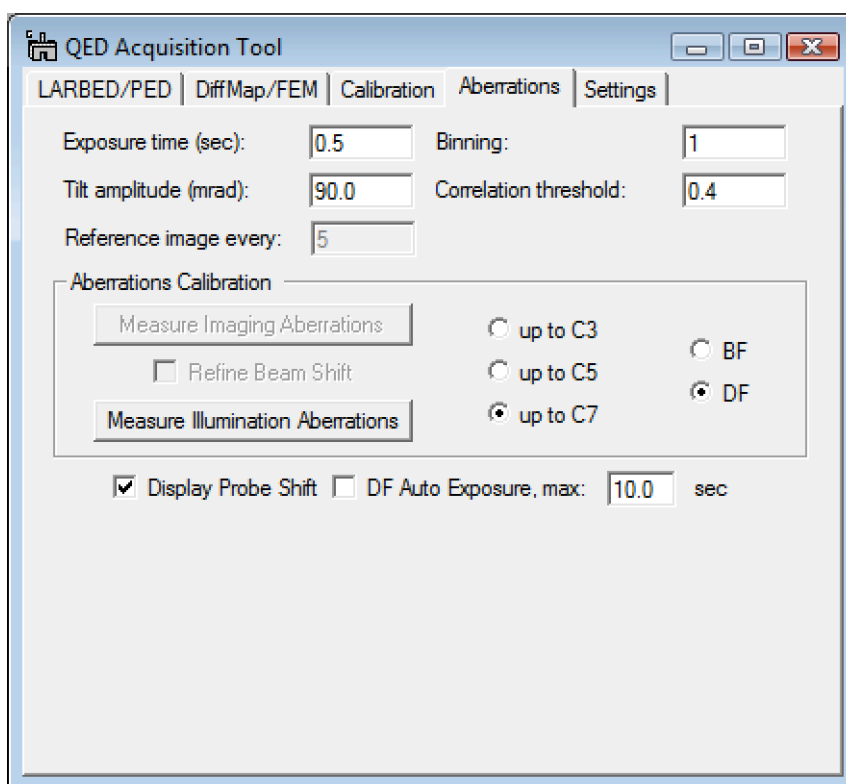 QED Acquisition Tool
LARBED/PED DiffMap/FEM Calibration Aberrations Settings
Exposure time (sec): 0.5 Binning: 1
Tilt amplitude (mrad): 90.0 Correlation threshold: 0.4
Reference image every: 5
Aberrations Calibration
Measure Imaging Aberrations
up to C3
BF
Refine Beam Shift
up to C5
DF
Measure Illumination Aberrations
up to C7
Display Probe Shift DF Auto Exposure, max: 10.0 sec